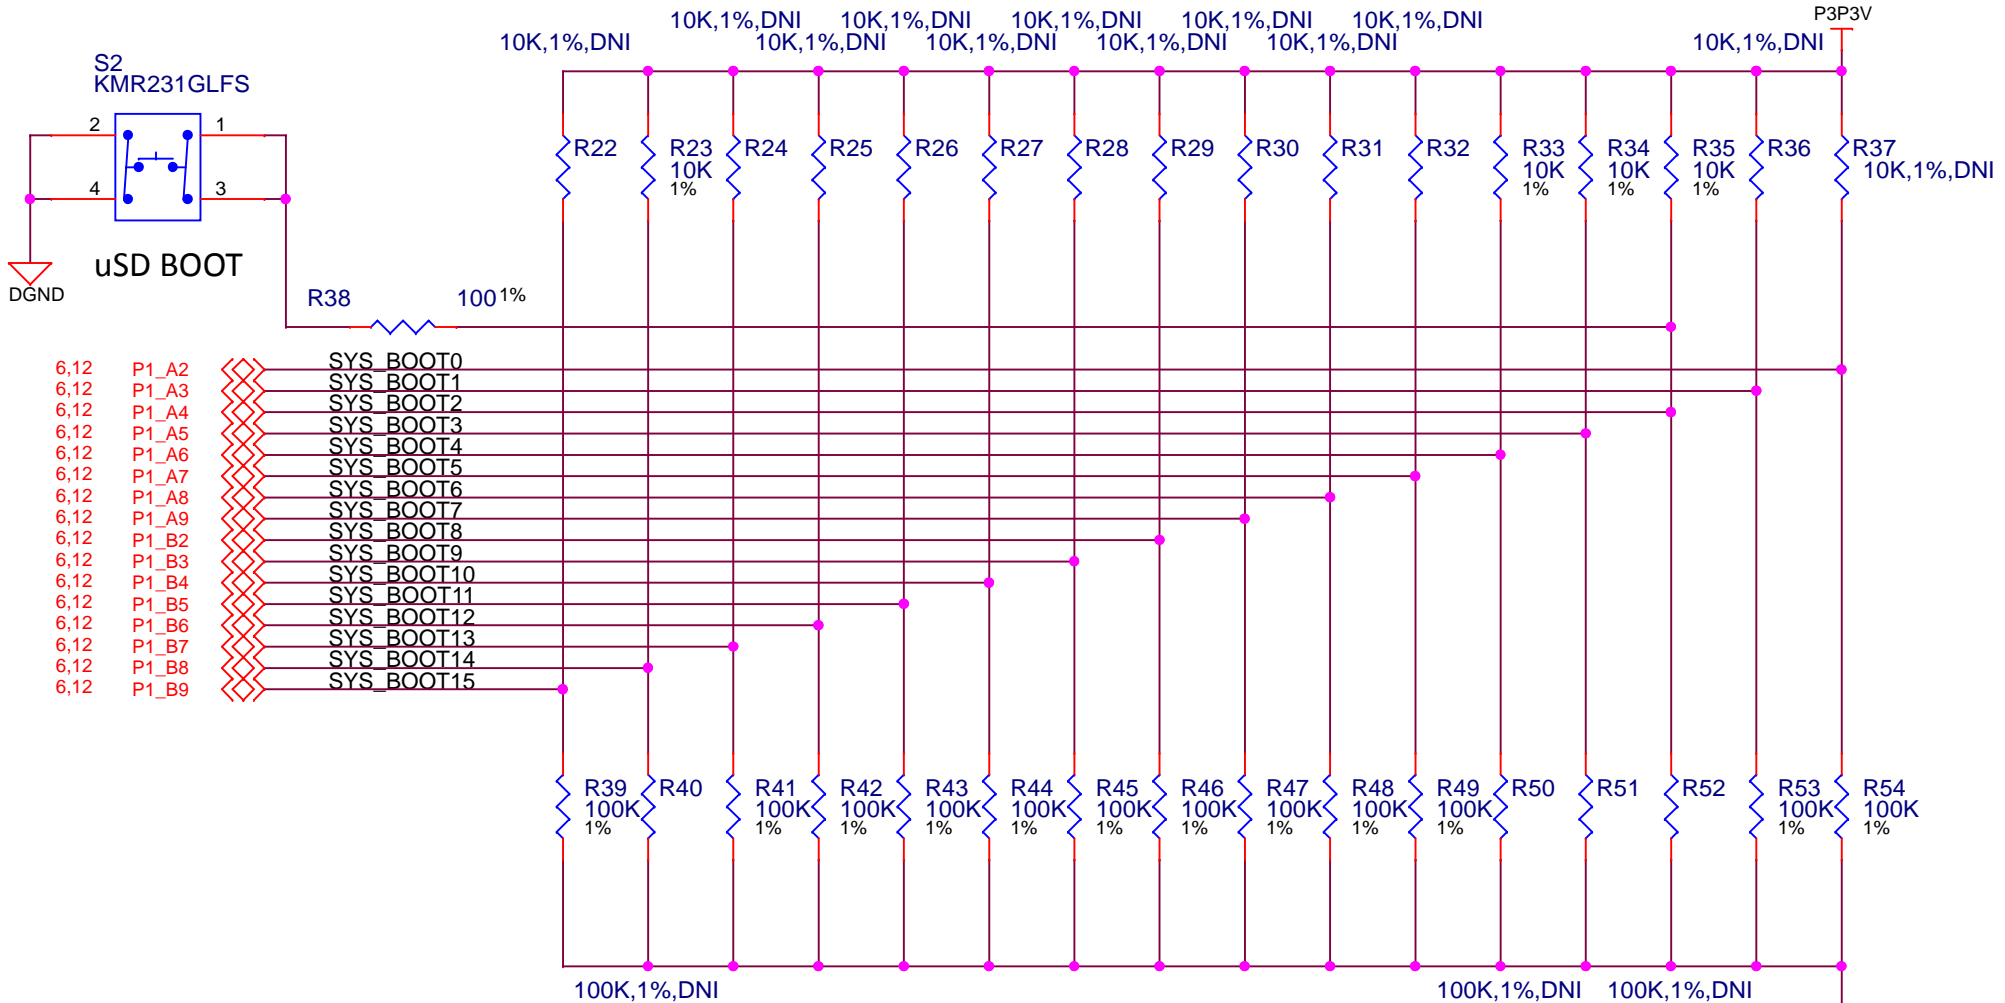 10K,1%,DNI 10K,1%,DNI 10K,1%,DNI 10K,1%,DNI 10K,1%,DNI P3P3V
10K,1%,DNI 10K,1%,DNI 10K,1%,DNI 10K,1%,DNI 10K,1%,DNI 10K,1%,DNI
S2
KMR231GLFS
2 1
4 3
R22 R23 R24 R25 R26 R27 R28 R29 R30 R31 R32 R33 R34 R35 R36 R37
10K 10K 10K 10K 10K,1%,DNI
1% 1% 1% 1%
uSD BOOT
DGND
R38 100 1%
6,12 P1_A2 SYS_BOOT0
6,12 P1_A3 SYS_BOOT1
6,12 P1_A4 SYS_BOOT2
6,12 P1_A5 SYS_BOOT3
6,12 P1_A6 SYS_BOOT4
6,12 P1_A7 SYS_BOOT5
6,12 P1_A8 SYS_BOOT6
6,12 P1_A9 SYS_BOOT7
6,12 P1_B2 SYS_BOOT8
6,12 P1_B3 SYS_BOOT9
6,12 P1_B4 SYS_BOOT10
6,12 P1_B5 SYS_BOOT11
6,12 P1_B6 SYS_BOOT12
6,12 P1_B7 SYS_BOOT13
6,12 P1_B8 SYS_BOOT14
6,12 P1_B9 SYS_BOOT15
R39 R40 R41 R42 R43 R44 R45 R46 R47 R48 R49 R50 R51 R52 R53 R54
100K 100K 100K 100K 100K 100K 100K 100K 100K 100K 100K 100K
1% 1% 1% 1% 1% 1% 1% 1% 1% 1% 1% 1%
100K,1%,DNI 100K,1%,DNI 100K,1%,DNI